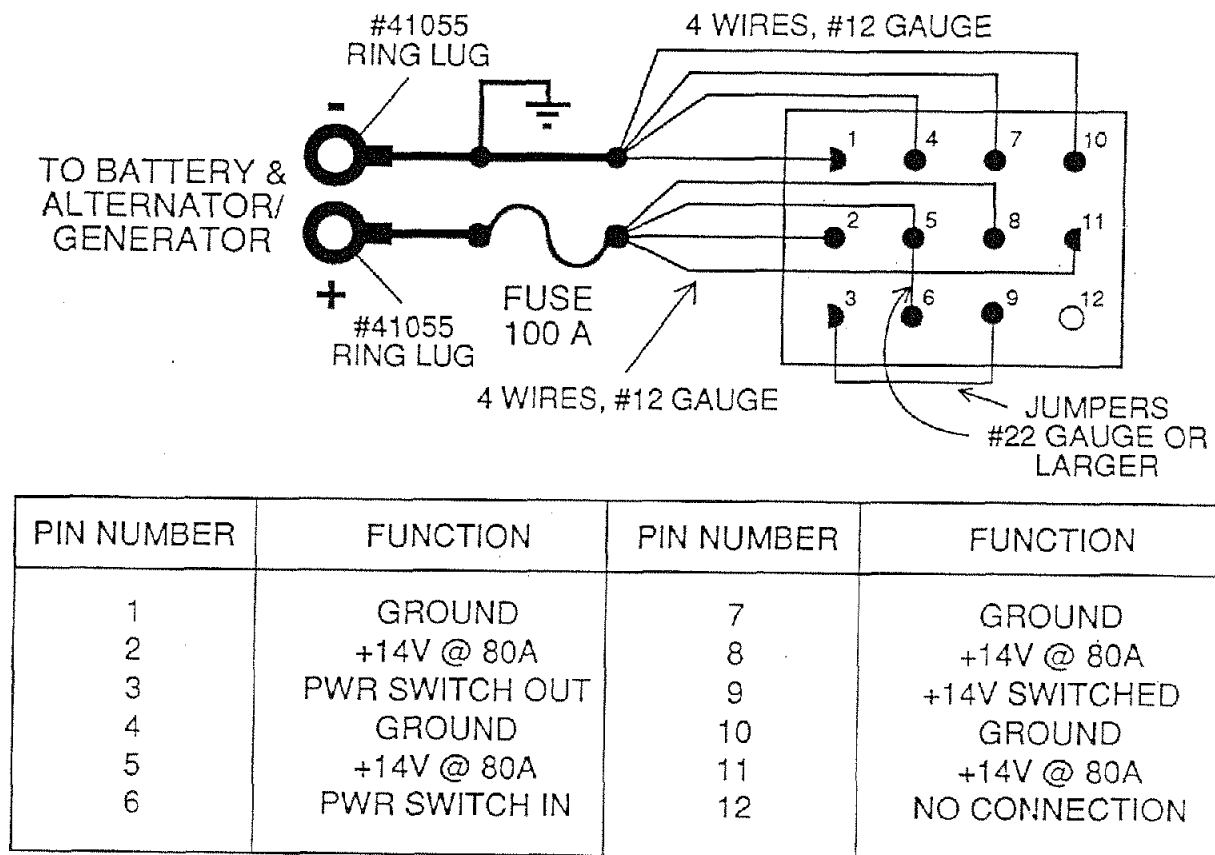 #41055
RING LUG
4 WIRES, #12 GAUGE
-
1 4 7 10
TO BATTERY &
ALTERNATOR/
GENERATOR
2 5 8 11
+
FUSE
100 A
3 6 9 12
#41055
RING LUG
4 WIRES, #12 GAUGE
JUMPERS
#22 GAUGE OR
LARGER
PIN NUMBER FUNCTION PIN NUMBER FUNCTION
1 GROUND 7 GROUND
2 +14V @ 80A 8 +14V @ 80A
3 PWR SWITCH OUT 9 +14V SWITCHED
4 GROUND 10 GROUND
5 +14V @ 80A 11 +14V @ 80A
6 PWR SWITCH IN 12 NO CONNECTION